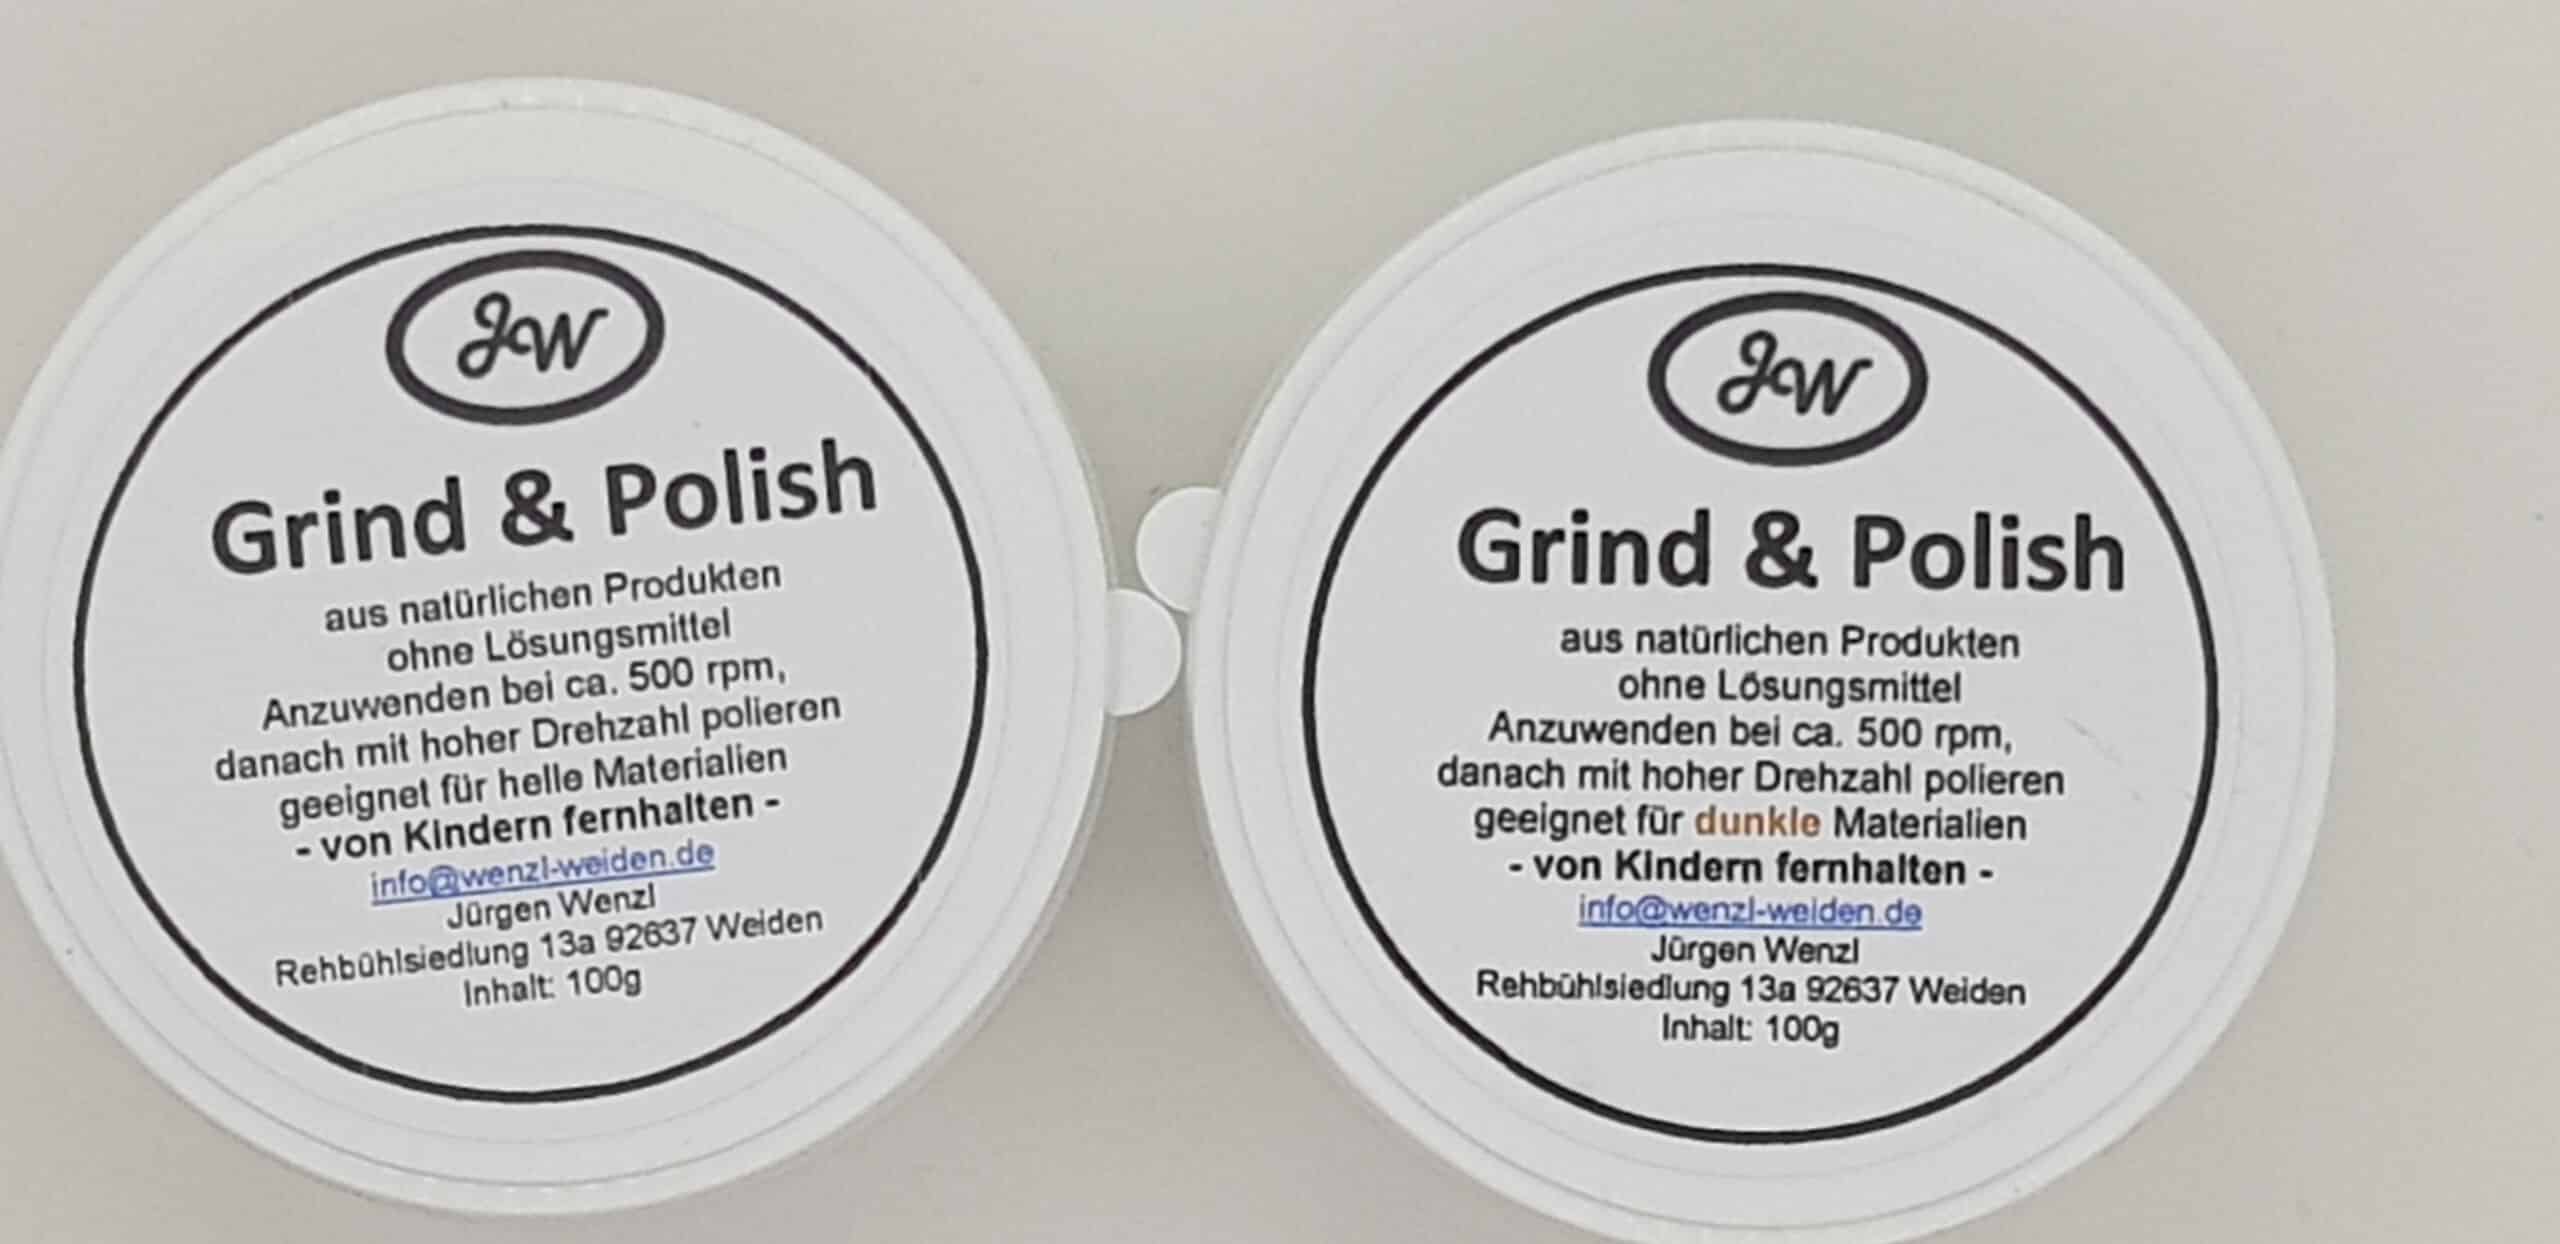 JW
Grind & Polish
aus natürlichen Produkten
ohne Lösungsmittel
Anzuwenden bei ca. 500 rpm,
danach mit hoher Drehzahl polieren
geeignet für helle Materialien
- von Kindern fernhalten -
info@wenzl-weiden.de
Jürgen Wenzl
Rehbühlsiedlung 13a 92637 Weiden
Inhalt: 100g
JW
Grind & Polish
aus natürlichen Produkten
ohne Lösungsmittel
Anzuwenden bei ca. 500 rpm,
danach mit hoher Drehzahl polieren
geeignet für dunkle Materialien
- von Kindern fernhalten -
info@wenzl-weiden.de
Jürgen Wenzl
Rehbühlsiedlung 13a 92637 Weiden
Inhalt: 100g